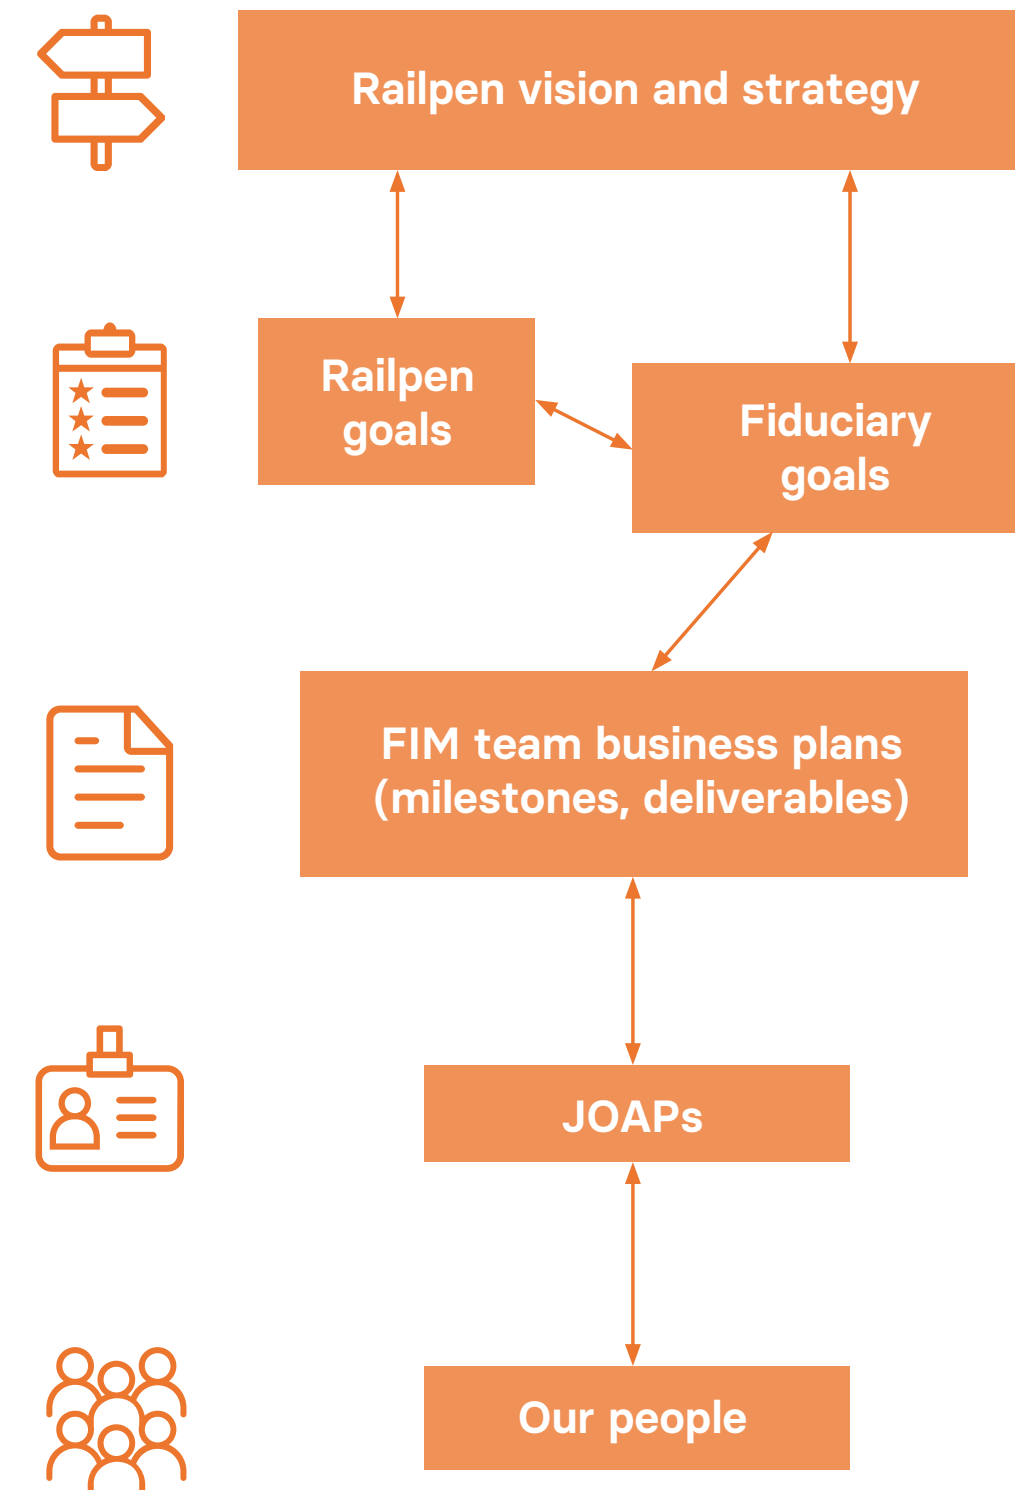 Railpen vision and strategy
Railpen
goals
Fiduciary
goals
FIM team business plans
(milestones, deliverables)
JOAPs
Our people